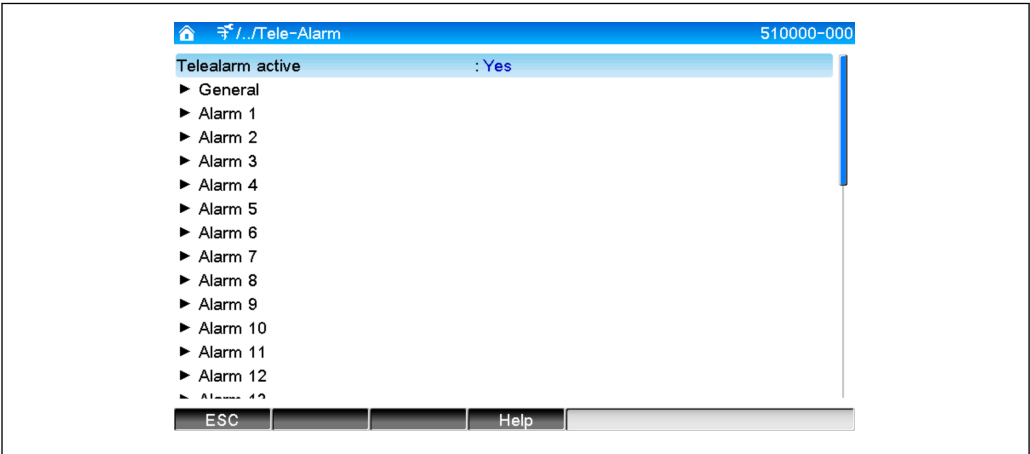 /../Tele-Alarm 510000-000
Telealarm active : Yes
► General
► Alarm 1
► Alarm 2
► Alarm 3
► Alarm 4
► Alarm 5
► Alarm 6
► Alarm 7
► Alarm 8
► Alarm 9
► Alarm 10
► Alarm 11
► Alarm 12
ESC Help